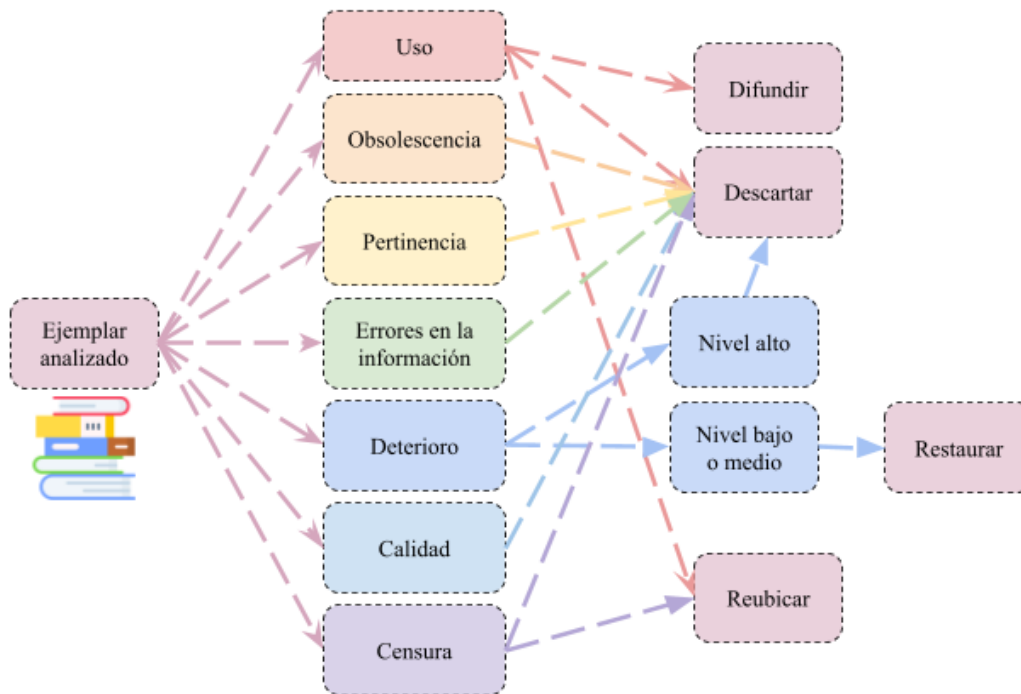 Uso
Difundir
Obsolescencia
Descartar
Pertinencia
Ejemplar
analizado
Errores en la
información
Nivel alto
Deterioro
Nivel bajo
o medio
Restaurar
Calidad
Reubicar
Censura